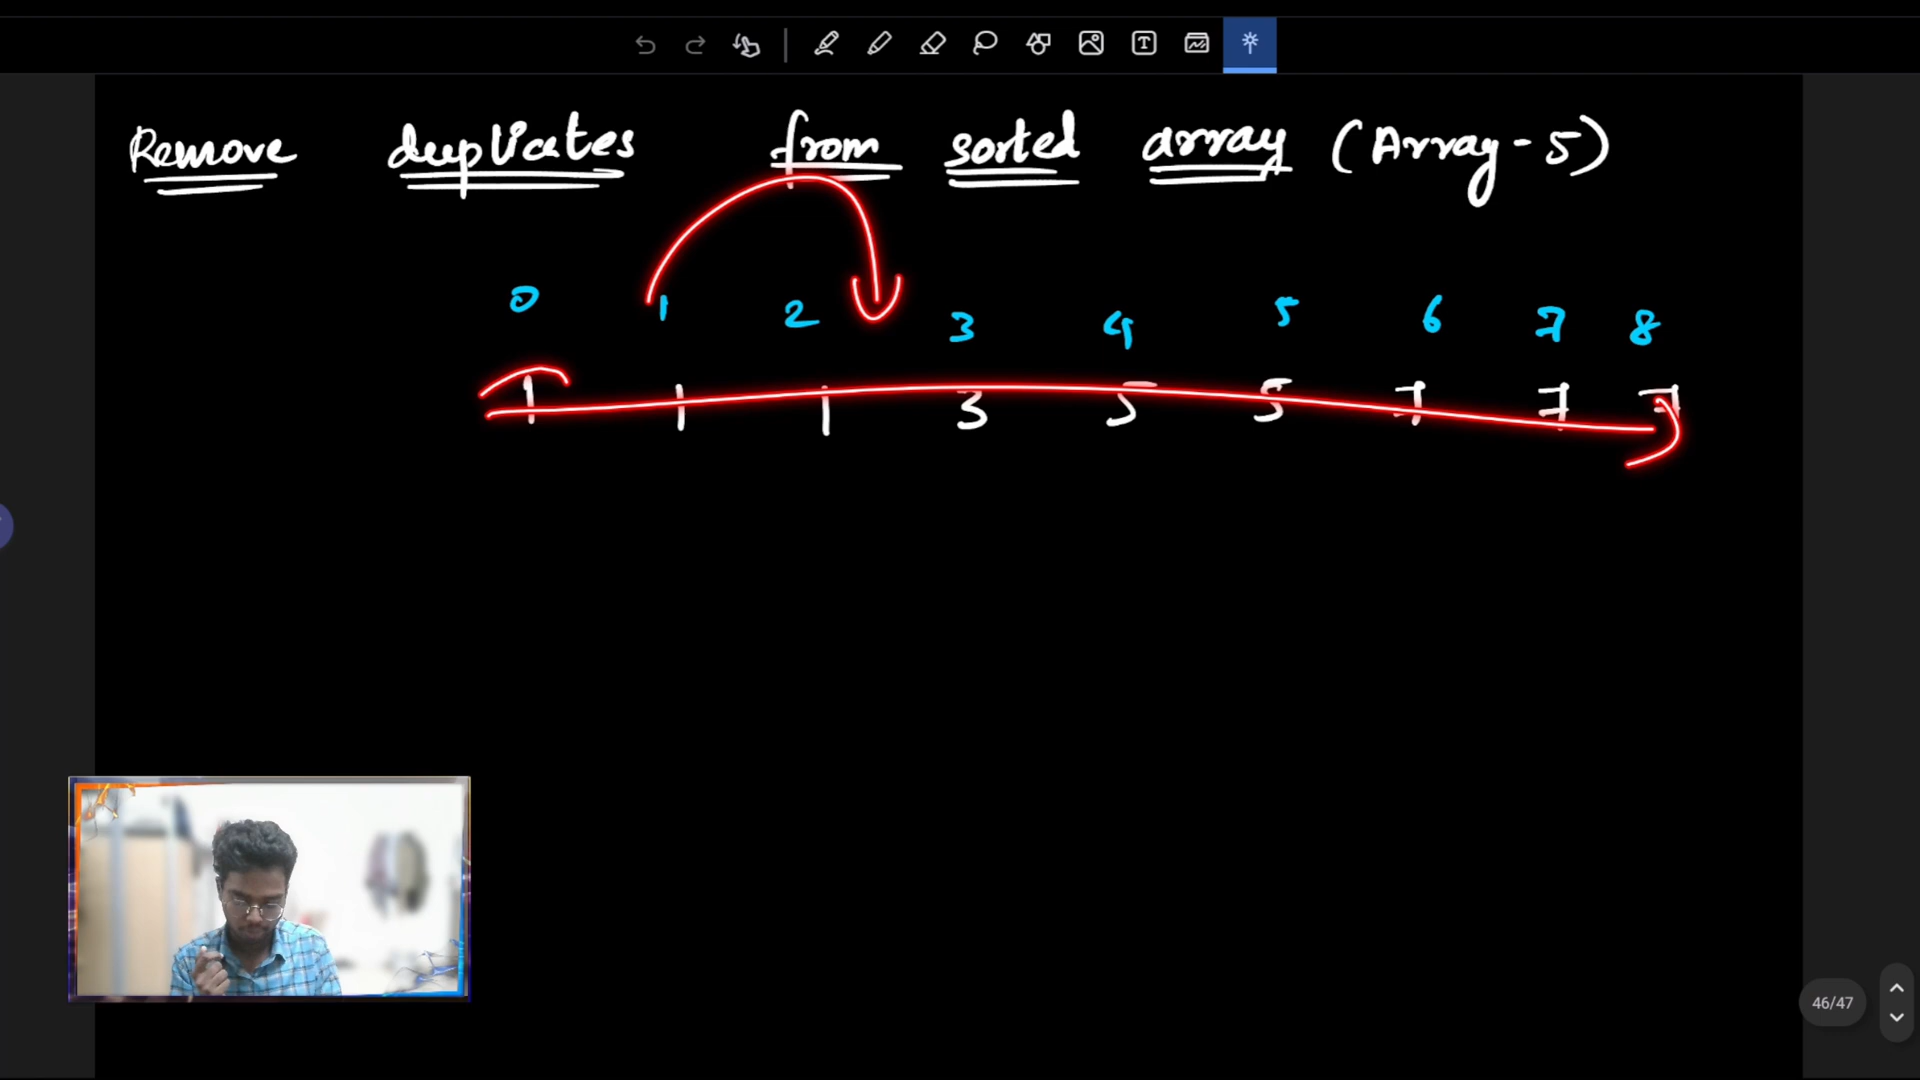 Remove duplicates from sorted array (Array-5)
0 1 2 3 4 5 6 7 8
1 1 1 3 5 5 7 7 7
46/47